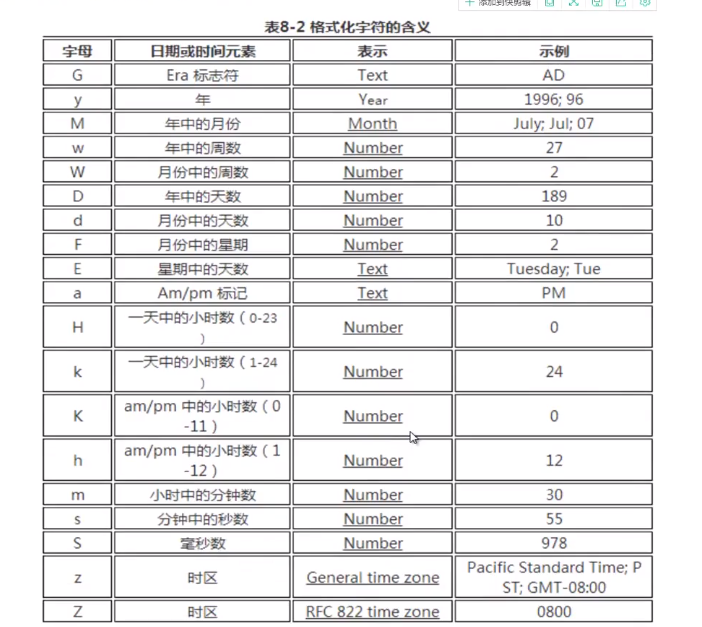 添加到快剪辑
表8-2 格式化字符的含义
字母 日期或时间元素 表示 示例
G Era 标志符 Text AD
y 年 Year 1996; 96
M 年中的月份 Month July; Jul; 07
w 年中的周数 Number 27
W 月份中的周数 Number 2
D 年中的天数 Number 189
d 月份中的天数 Number 10
F 月份中的星期 Number 2
E 星期中的天数 Text Tuesday; Tue
a Am/pm 标记 Text PM
H 一天中的小时数（0-23
） Number 0
k 一天中的小时数（1-24
） Number 24
K am/pm 中的小时数（0
-11） Number 0
h am/pm 中的小时数（1
-12） Number 12
m 小时中的分钟数 Number 30
s 分钟中的秒数 Number 55
S 毫秒数 Number 978
z 时区 General time zone Pacific Standard Time; P
ST; GMT-08:00
Z 时区 RFC 822 time zone 0800